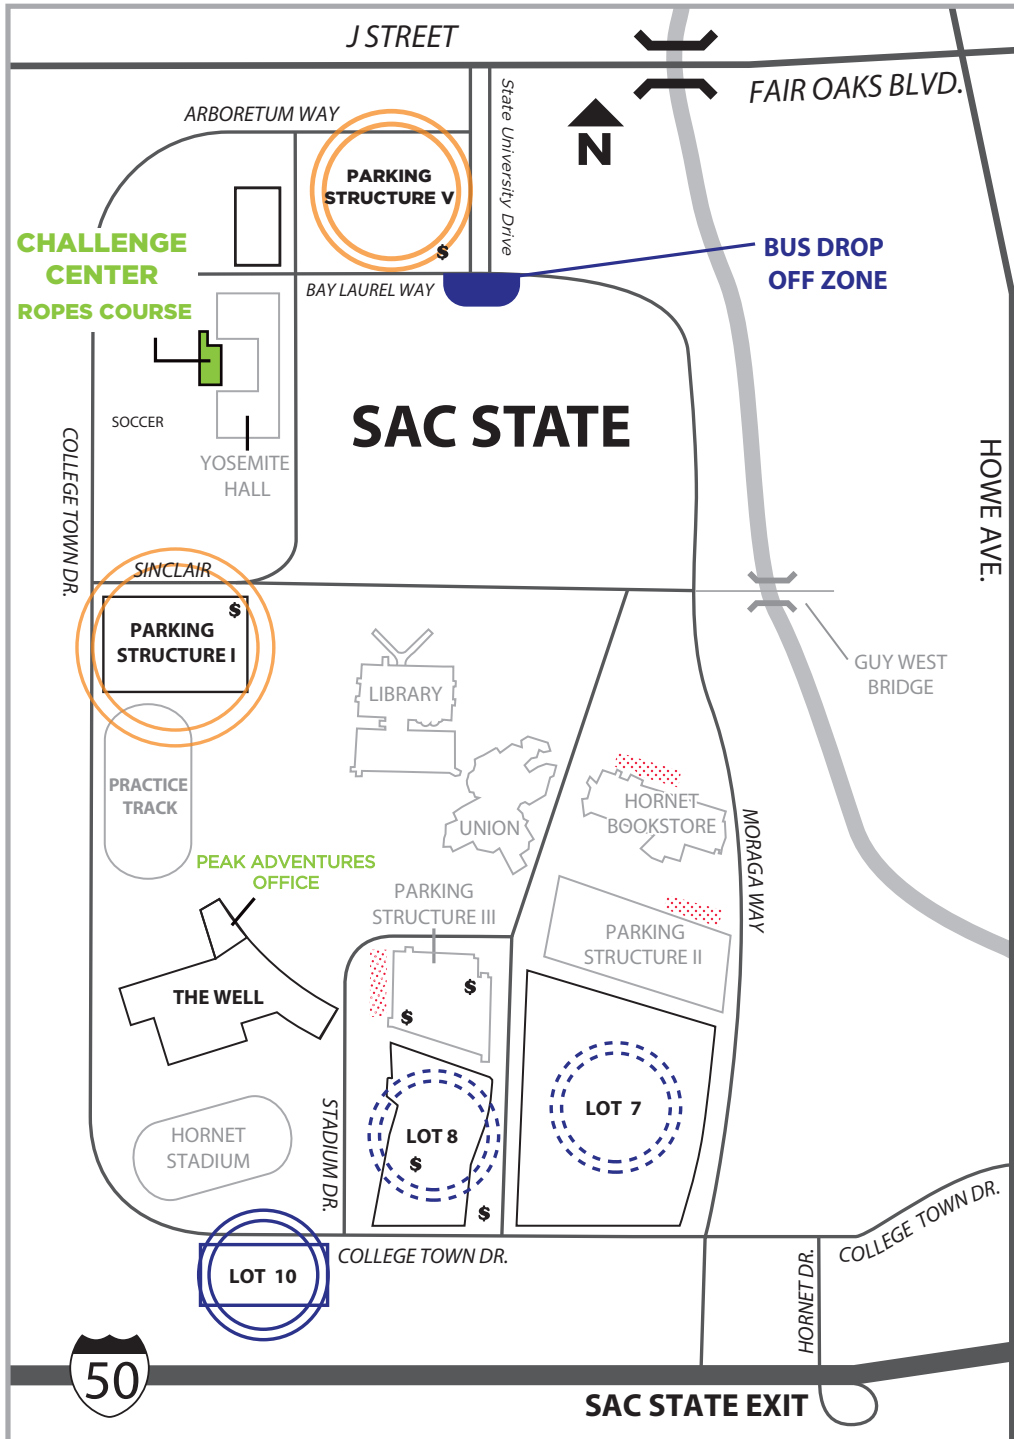 J STREET
FAIR OAKS BLVD.
ARBORETUM WAY
State University Drive
N
PARKING
STRUCTURE V
$
CHALLENGE
CENTER
ROPES COURSE
BUS DROP
OFF ZONE
BAY LAUREL WAY
SAC STATE
SOCCER
YOSEMITE
HALL
COLLEGE TOWN DR.
HOWE AVE.
SINCLAIR
$
PARKING
STRUCTURE I
GUY WEST
BRIDGE
LIBRARY
PRACTICE
TRACK
UNION
HORNET
BOOKSTORE
MORAGA WAY
PEAK ADVENTURES
OFFICE
PARKING
STRUCTURE III
PARKING
STRUCTURE II
THE WELL
$
$
LOT 7
LOT 8
$
STADIUM DR.
HORNET
STADIUM
$
COLLEGE TOWN DR.
COLLEGE TOWN DR.
HORNET DR.
LOT 10
50
SAC STATE EXIT